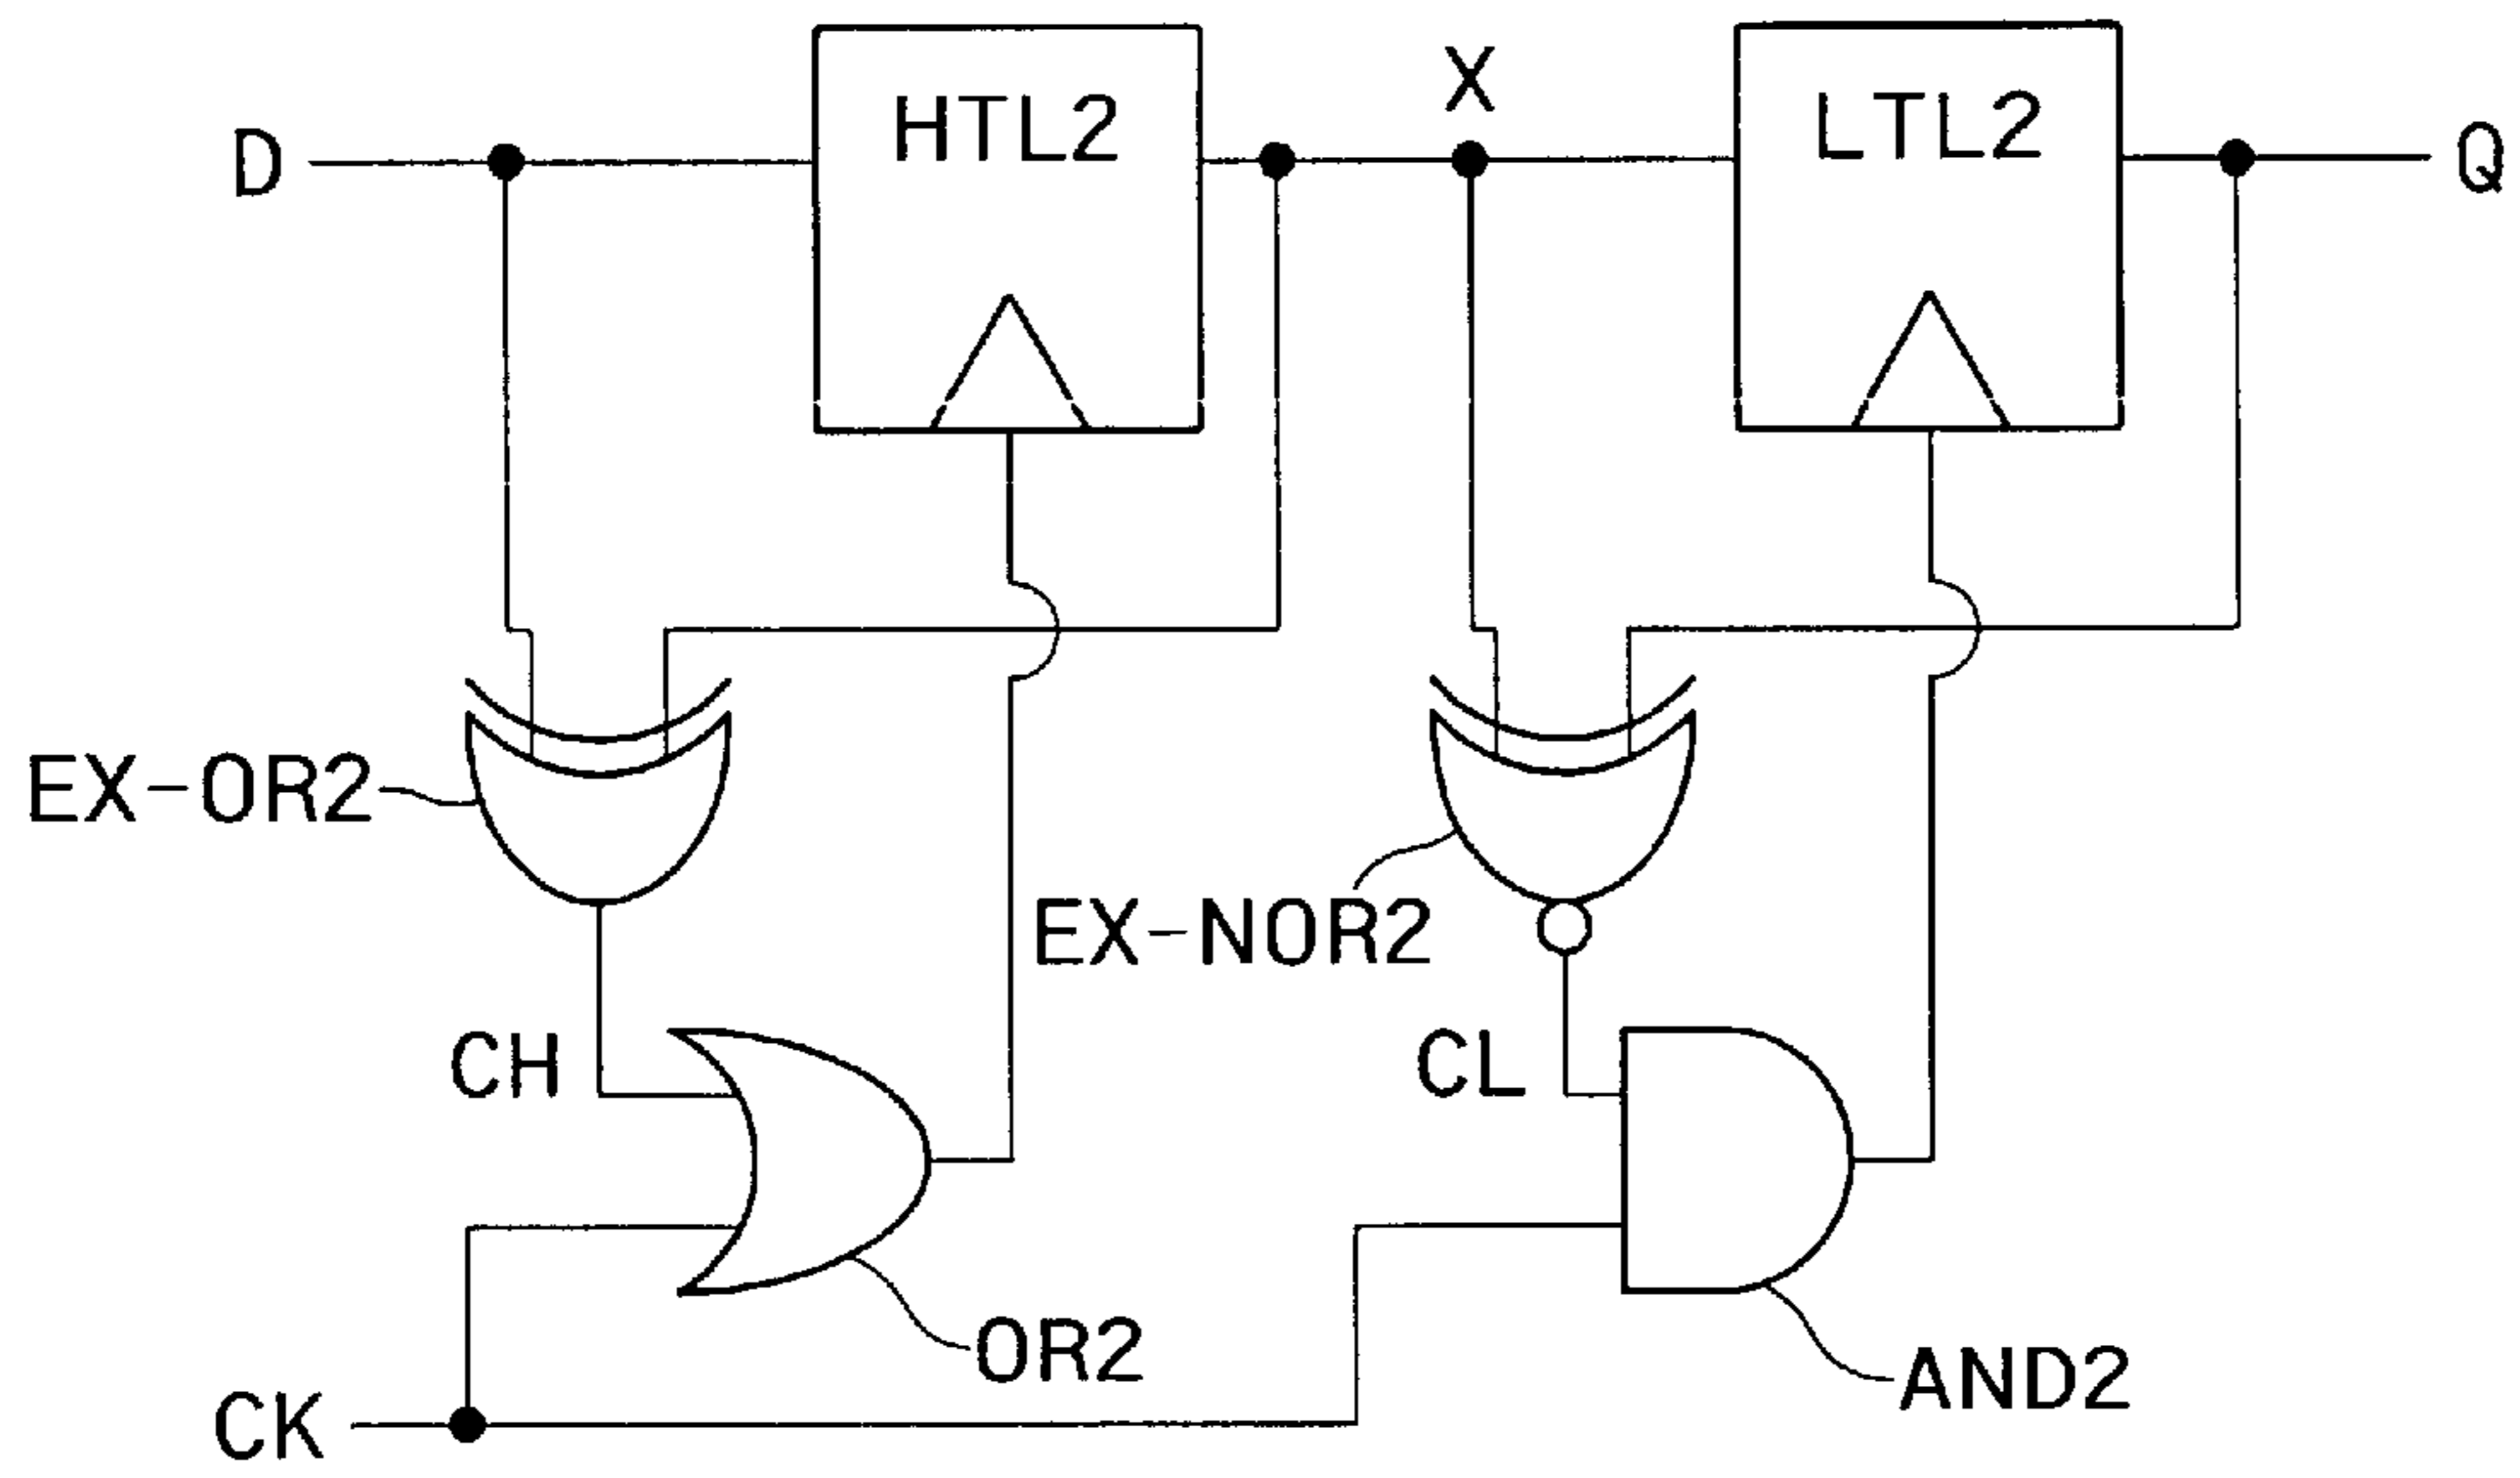 X
HTL2
LTL2
D
Q
EX-OR2
EX-NOR2
CH
CL
OR2
AND2
CK